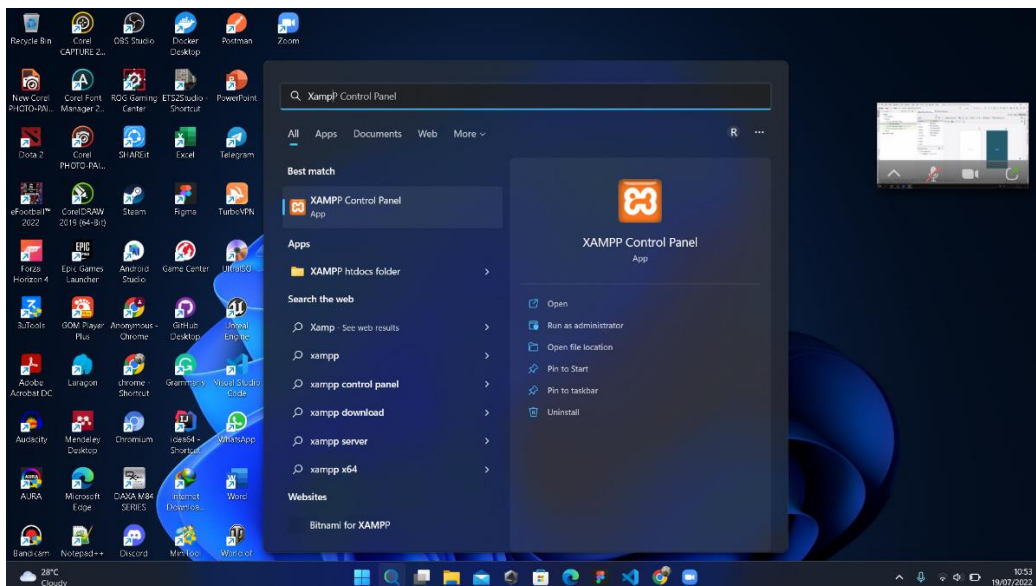 Recycle Bin
Corel
CAPTURE 2...
OBS Studio
Docker
Desktop
Postman
Zoom
New Corel
PHOTO-PAI...
Corel Font
Manager 2...
ROG Gaming
Center
ETS2Studio -
Shortcut
PowerPoint
Dota 2
Corel
PHOTO-PAI...
SHAREit
Excel
Telegram
eFootball™
2022
CorelDRAW
2019 (64-Bit)
Steam
Figma
TurboVPN
Forza
Horizon 4
Epic Games
Launcher
Android
Studio
Game Center
UltraISO
3uTools
GOM Player
Plus
Anonymous -
Chrome
GitHub
Desktop
Unreal
Engine
Adobe
Acrobat DC
Laragon
chrome -
Shortcut
Grammarly
Visual Studio
Code
Audacity
Mendeley
Desktop
Chromium
idea64 -
Shortcut
WhatsApp
AURA
Microsoft
Edge
DAXA M84
SERIES
Internet
Downloa...
Word
Bandicam
Notepad++
Discord
MiniTool
World of
XampP Control Panel
All Apps Documents Web More
R
Best match
XAMPP Control Panel
App
Apps
XAMPP htdocs folder
Search the web
Xamp - See web results
xampp
xampp control panel
xampp download
xampp server
xampp x64
Websites
Bitnami for XAMPP
XAMPP Control Panel
App
Open
Run as administrator
Open file location
Pin to Start
Pin to taskbar
Uninstall
28°C
Cloudy
10:53
19/07/2022